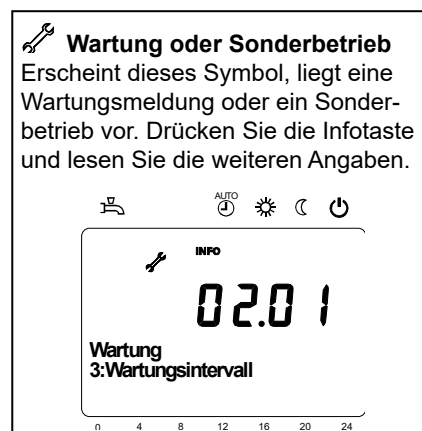 Wartung oder Sonderbetrieb
Erscheint dieses Symbol, liegt eine
Wartungsmeldung oder ein Sonder-
betrieb vor. Drücken Sie die Infotaste
und lesen Sie die weiteren Angaben.
AUTO
INFO
02.01
Wartung
3:Wartungsintervall
0 4 8 12 16 20 24